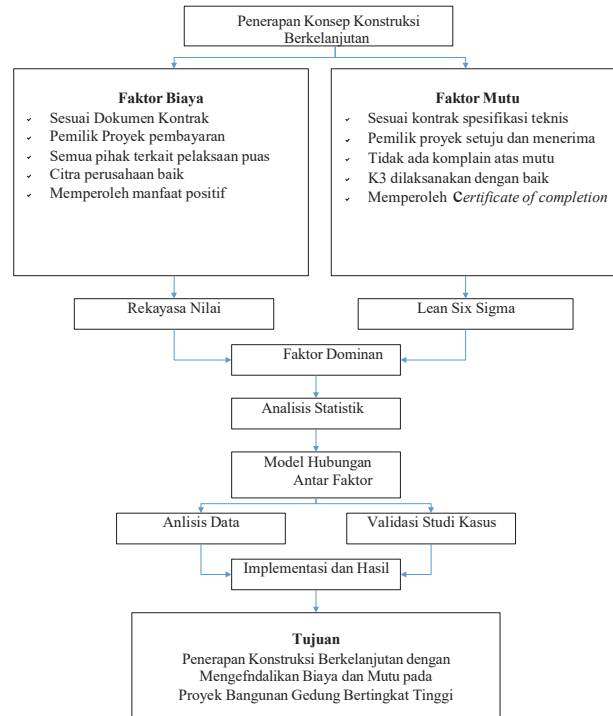 Penerapan Konsep Konstruksi
Berkelanjutan
Faktor Biaya
Sesuai Dokumen Kontrak
Pemilik Proyek pembayaran
Semua pihak terkait pelaksaan puas
Citra perusahaan baik
Memperoleh manfaat positif
Faktor Mutu
Sesuai kontrak spesifikasi teknis
Pemilik proyek setuju dan menerima
Tidak ada komplain atas mutu
K3 dilaksanakan dengan baik
Memperoleh Certificate of completion
Rekayasa Nilai
Lean Six Sigma
Faktor Dominan
Analisis Statistik
Model Hubungan
Antar Faktor
Anlisis Data
Validasi Studi Kasus
Implementasi dan Hasil
Tujuan
Penerapan Konstruksi Berkelanjutan dengan
Mengefndalikan Biaya dan Mutu pada
Proyek Bangunan Gedung Bertingkat Tinggi